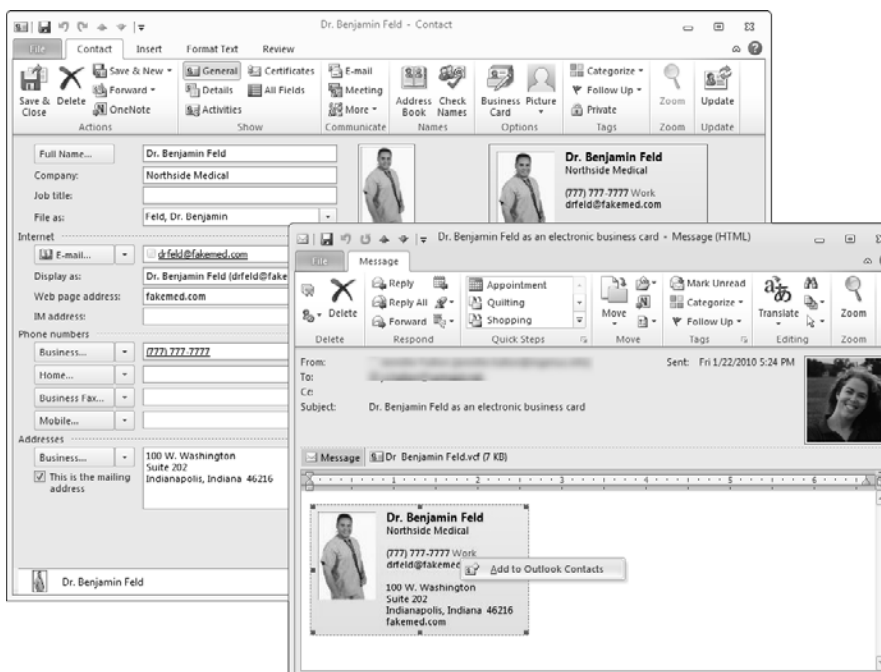 Dr. Benjamin Feld - Contact
File Contact Insert Format Text Review
Save & Close Delete Save & New Forward OneNote
Actions
General Details Activities Certificates All Fields
Show
E-mail Meeting More
Communicate
Address Book Check Names
Names
Business Card Picture
Options
Categorize Follow Up Private
Tags
Zoom
Zoom
Update
Update
Full Name... Dr. Benjamin Feld
Company: Northside Medical
Job title:
File as: Feld, Dr. Benjamin
Internet
E-mail... drfeld@fakemed.com
Display as: Dr. Benjamin Feld (drfeld@fake
Web page address: fakemed.com
IM address:
Phone numbers
Business... (777) 777-7777
Home...
Business Fax...
Mobile...
Addresses
Business... 100 W. Washington
Suite 202
Indianapolis, Indiana 46216
This is the mailing
address
Dr. Benjamin Feld
Dr. Benjamin Feld
Northside Medical
(777) 777-7777 Work
drfeld@fakemed.com
Dr. Benjamin Feld as an electronic business card - Message (HTML)
File Message
Delete
Delete
Reply
Reply All
Forward
Respond
Appointment
Quilting
Shopping
Quick Steps
Move
Move
Mark Unread
Categorize
Follow Up
Tags
Translate
Editing
Zoom
Zoom
From: Sent: Fri 1/22/2010 5:24 PM
To:
Cc:
Subject: Dr. Benjamin Feld as an electronic business card
Message Dr Benjamin Feld.vcf (7 KB)
1 2 3 4 5 6
Dr. Benjamin Feld
Northside Medical
(777) 777-7777 Work
drfeld@fakemed
Add to Outlook Contacts
100 W. Washington
Suite 202
Indianapolis, Indiana 46216
fakemed.com